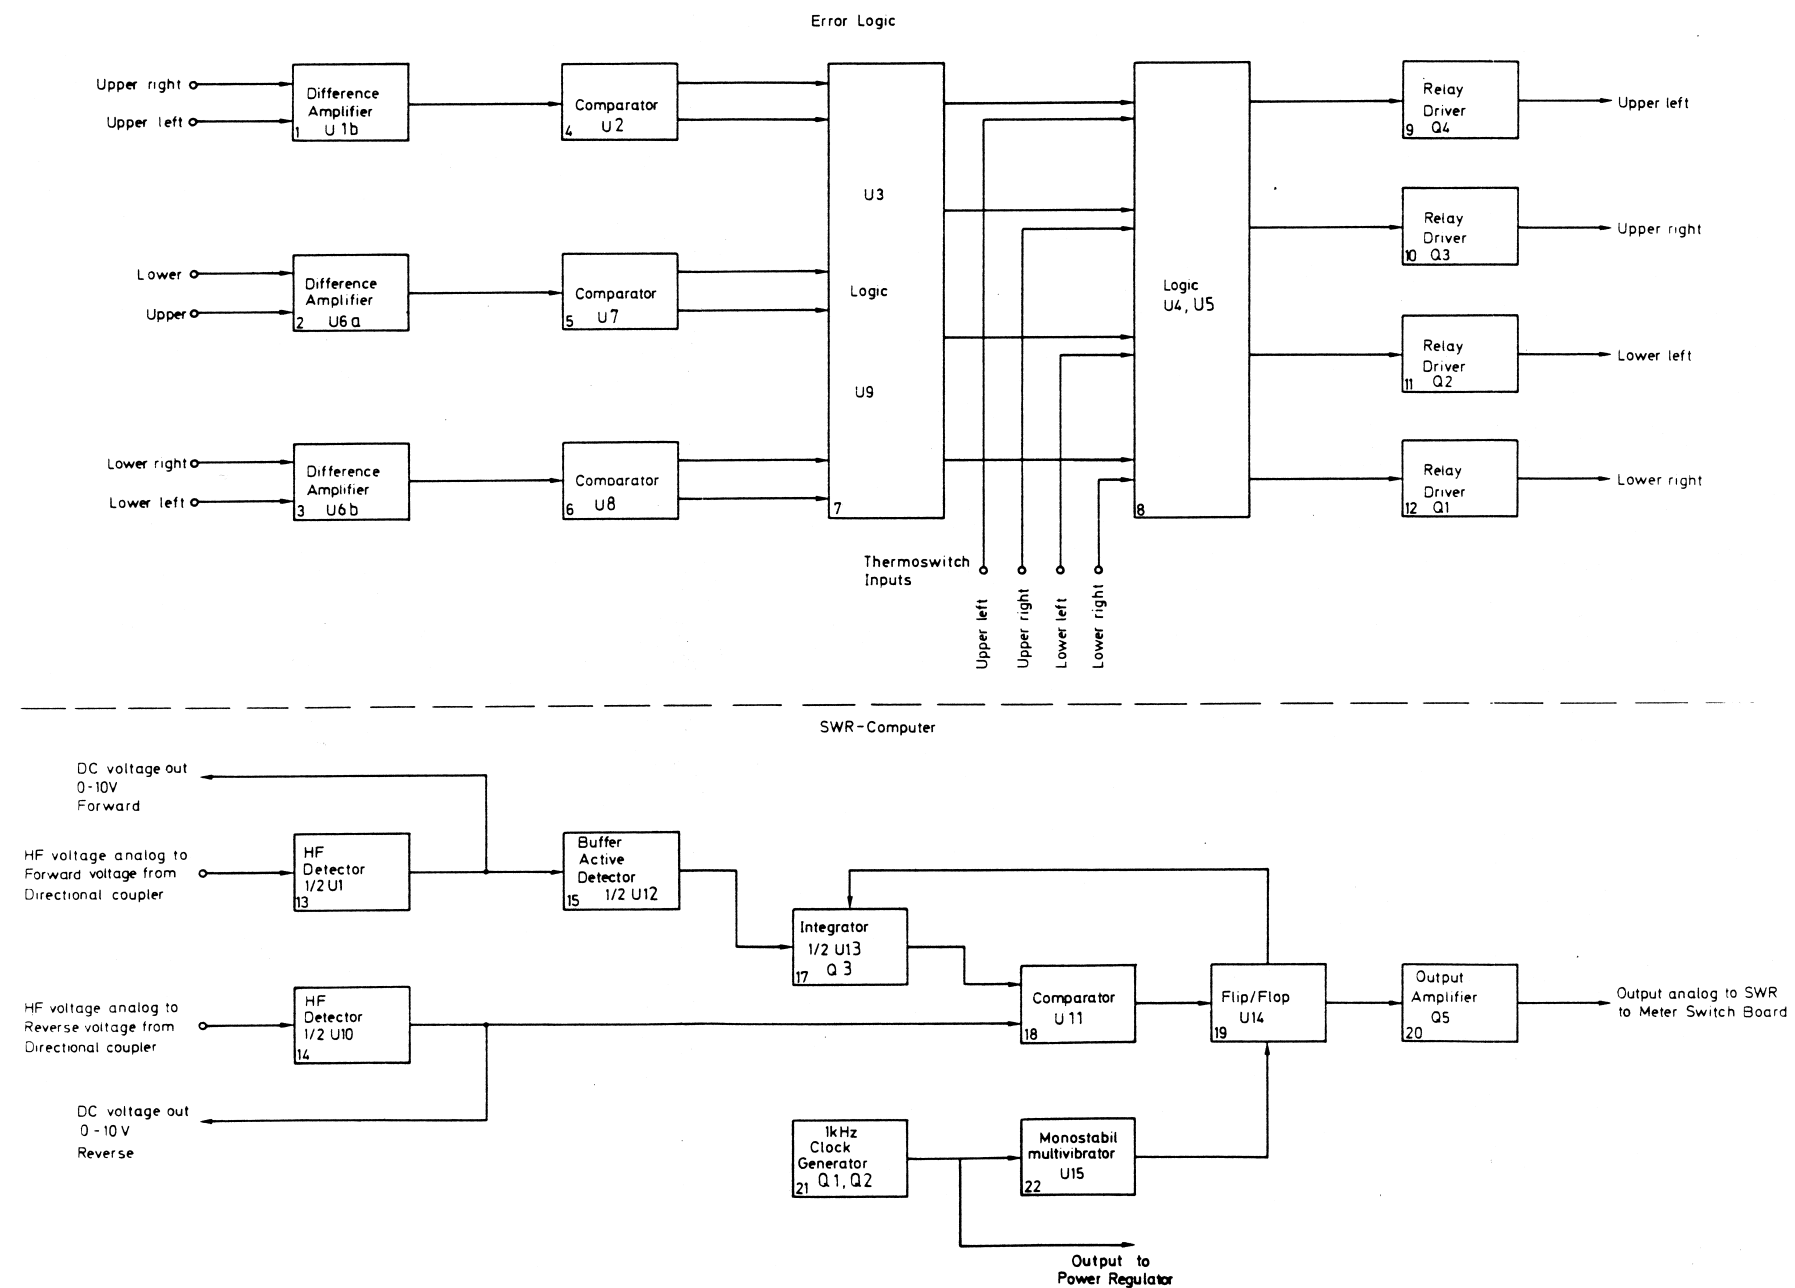 Error Logic
Upper right
Upper left
Difference
Amplifier
1 U 1b
Comparator
4 U2
Relay
Driver
9 Q4
Upper left
U3
Relay
Driver
10 Q3
Upper right
Lower
Upper
Difference
Amplifier
2 U6a
Comparator
5 U7
Logic
Logic
U4, U5
Relay
Driver
11 Q2
Lower left
U9
Lower right
Lower left
Difference
Amplifier
3 U6b
Comparator
6 U8
7
8
Relay
Driver
12 Q1
Lower right
Thermoswitch
Inputs
Upper left
Upper right
Lower left
Lower right
SWR-Computer
DC voltage out
0-10V
Forward
HF voltage analog to
Forward voltage from
Directional coupler
HF
Detector
1/2 U1
13
Buffer
Active
Detector
15 1/2 U12
Integrator
1/2 U13
17 Q3
HF voltage analog to
Reverse voltage from
Directional coupler
HF
Detector
1/2 U10
14
Comparator
U11
18
Flip/Flop
U14
19
Output
Amplifier
Q5
20
Output analog to SWR
to Meter Switch Board
DC voltage out
0-10V
Reverse
1kHz
Clock
Generator
21 Q1, Q2
Monostabil
multivibrator
U15
22
Output to
Power Regulator